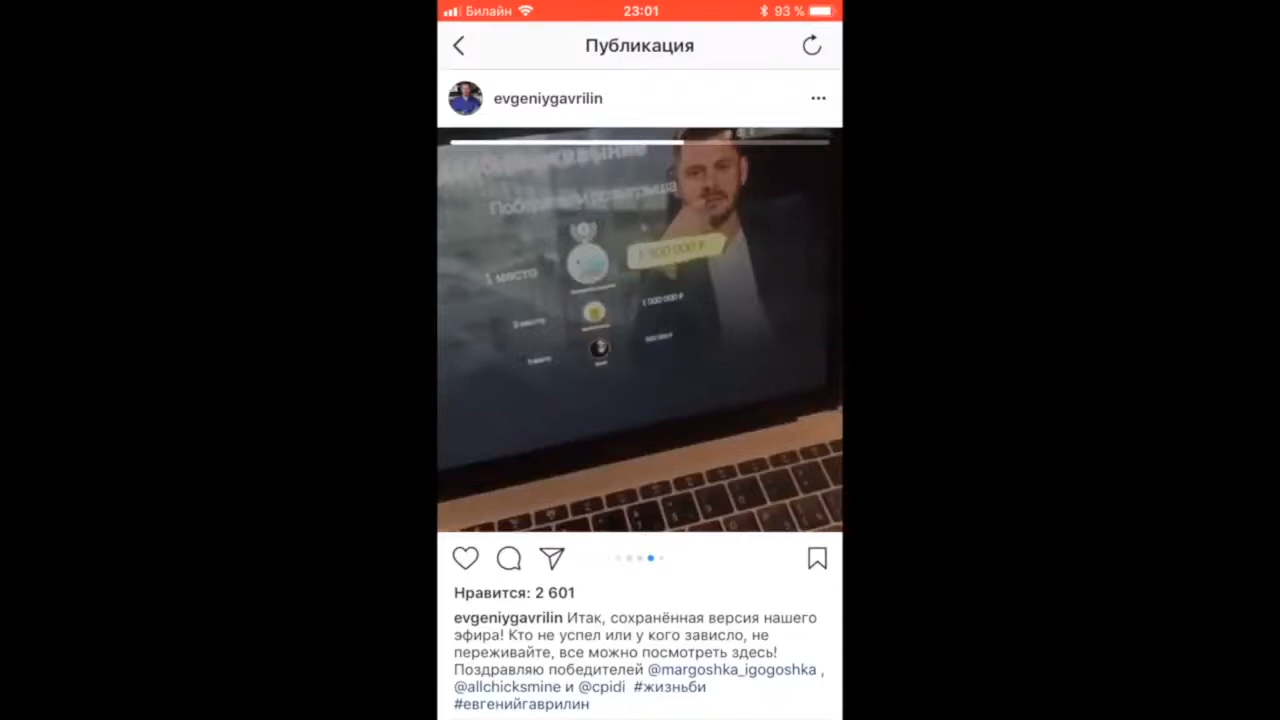 Билайн 23:01 93 %
Публикация
evgeniygavrilin
1 место
1 000 000 ₽
Нравится: 2 601
evgeniygavrilin Итак, сохранённая версия нашего
эфира! Кто не успел или у кого зависло, не
переживайте, все можно посмотреть здесь!
Поздравляю победителей @margoshka_igogoshka ,
@allchicksmine и @cpidi #жизньби
#евгенийгаврилин